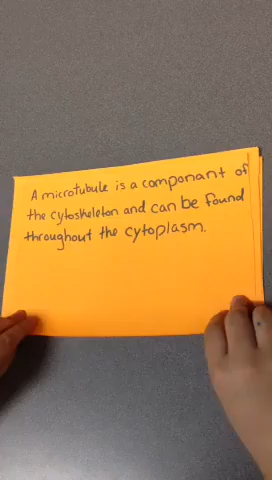 A microtubule is a componant of
the cytoskeleton and can be found
throughout the cytoplasm.